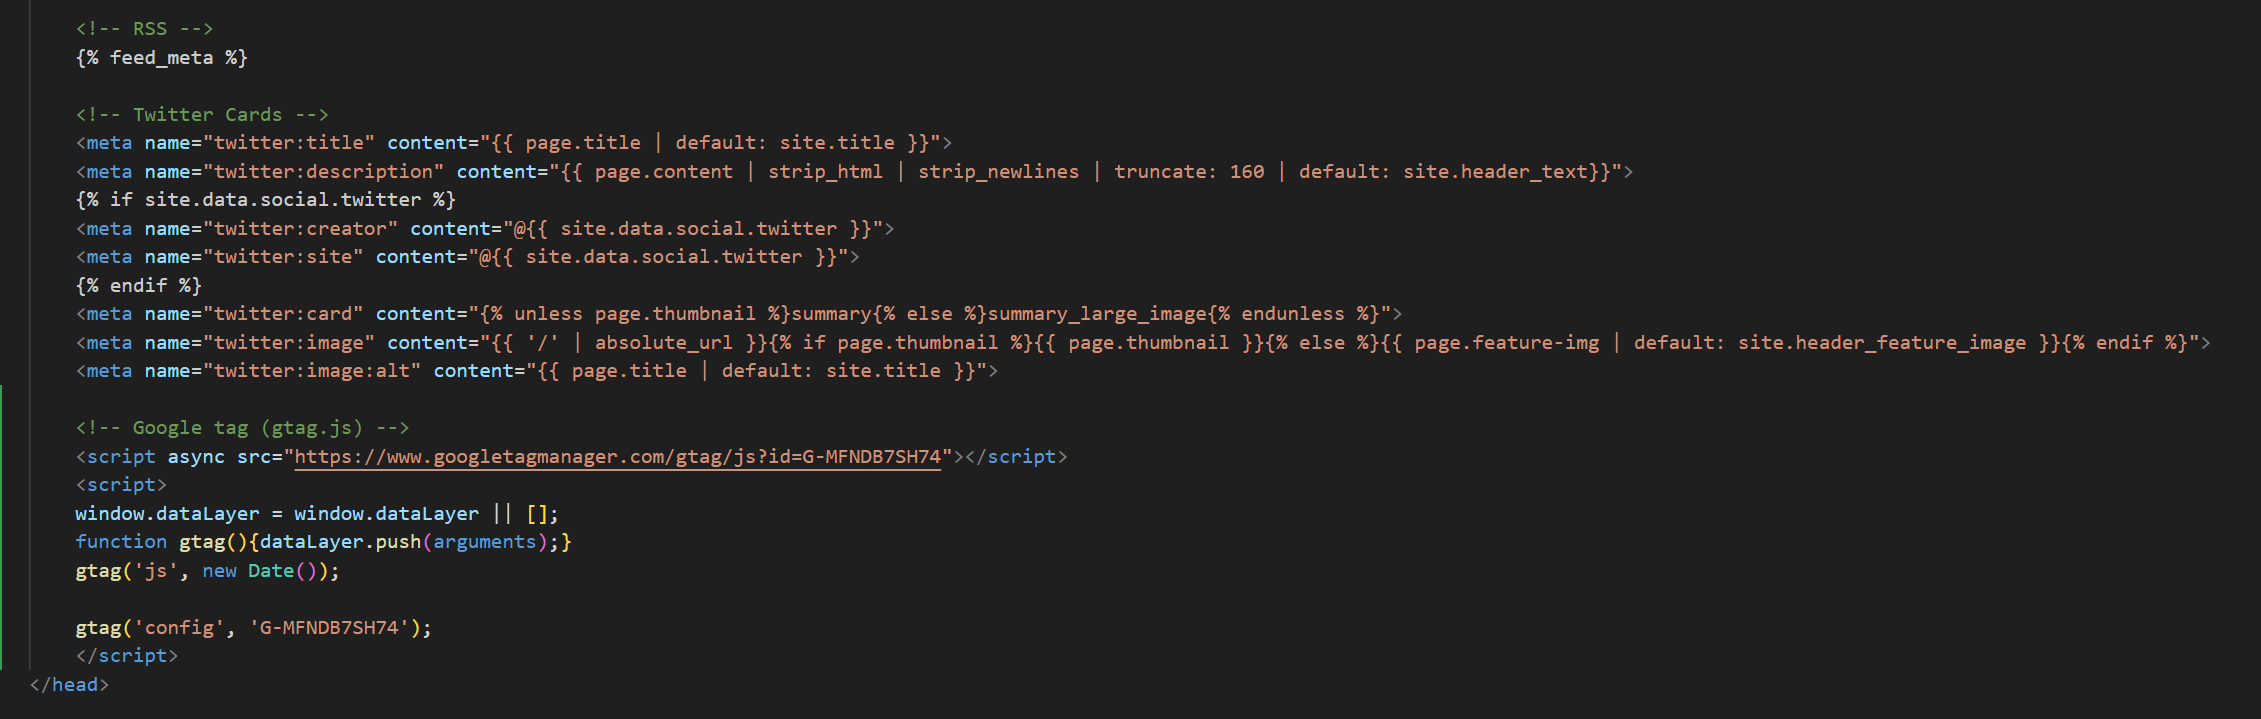 <!-- RSS -->
{% feed_meta %}
<!-- Twitter Cards -->
<meta name="twitter:title" content="{{ page.title | default: site.title }}">
<meta name="twitter:description" content="{{ page.content | strip_html | strip_newlines | truncate: 160 | default: site.header_text}}">
{% if site.data.social.twitter %}
<meta name="twitter:creator" content="@{{ site.data.social.twitter }}">
<meta name="twitter:site" content="@{{ site.data.social.twitter }}">
{% endif %}
<meta name="twitter:card" content="{% unless page.thumbnail %}summary{% else %}summary_large_image{% endunless %}">
<meta name="twitter:image" content="{{ '/' | absolute_url }}{% if page.thumbnail %}{{ page.thumbnail }}{% else %}{{ page.feature-img | default: site.header_feature_image }}{% endif %}">
<meta name="twitter:image:alt" content="{{ page.title | default: site.title }}">
<!-- Google tag (gtag.js) -->
<script async src="https://www.googletagmanager.com/gtag/js?id=G-MFNDB7SH74"></script>
<script>
window.dataLayer = window.dataLayer || [];
function gtag(){dataLayer.push(arguments);}
gtag('js', new Date());
gtag('config', 'G-MFNDB7SH74');
</script>
</head>